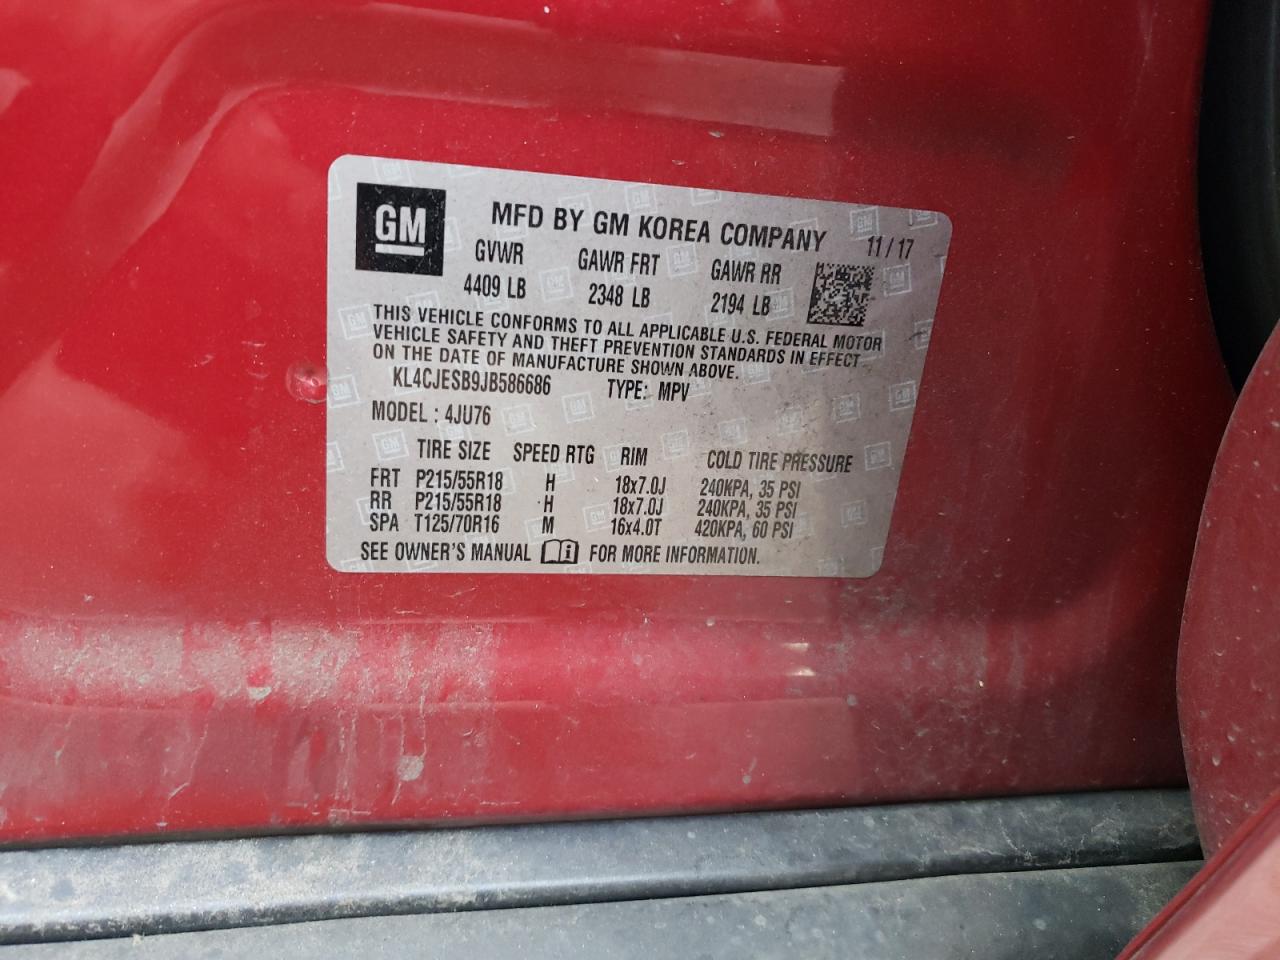 GM
MFD BY GM KOREA COMPANY 11/17
GVWR GAWR FRT GAWR RR
4409 LB 2348 LB 2194 LB
THIS VEHICLE CONFORMS TO ALL APPLICABLE U.S. FEDERAL MOTOR
VEHICLE SAFETY AND THEFT PREVENTION STANDARDS IN EFFECT
ON THE DATE OF MANUFACTURE SHOWN ABOVE.
KL4CJESB9JB586686 TYPE: MPV
MODEL : 4JU76
TIRE SIZE SPEED RTG RIM COLD TIRE PRESSURE
FRT P215/55R18 H 18x7.0J 240KPA, 35 PSI
RR P215/55R18 H 18x7.0J 240KPA, 35 PSI
SPA T125/70R16 M 16x4.0T 420KPA, 60 PSI
SEE OWNER'S MANUAL FOR MORE INFORMATION.